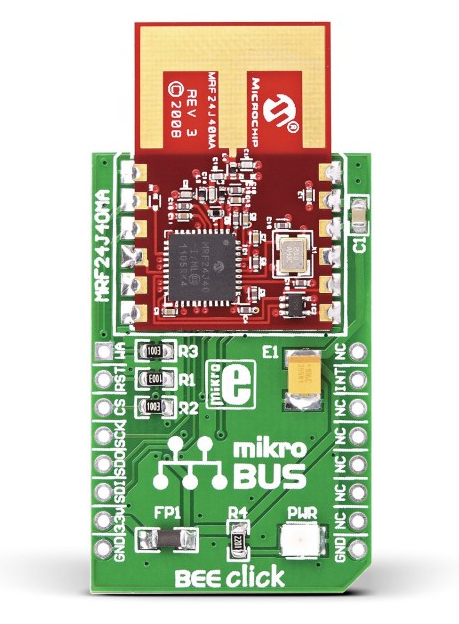 REV 3
© 2008
MRF24J40MA
MICROCHIP
MRF24J40MA
MRF24J40
C1
WA
RST
CS
SCK
SDO
SDI
3.3V
GND
R3
1003
R1
1003
R2
1003
E1
mikro
e
NC
INT
NC
NC
NC
NC
NC
GND
mikro
BUS
FP1
R4
PWR
BEE click